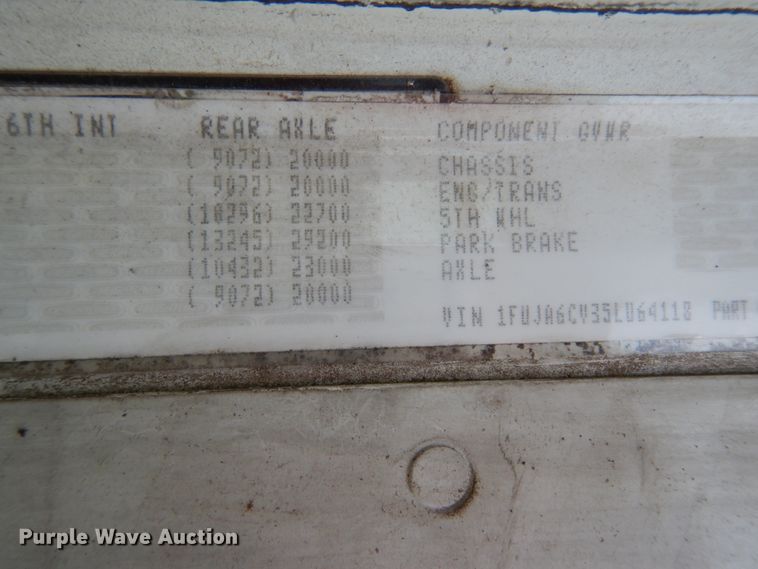 6TH INT REAR AXLE COMPONENT GVWR
( 9072) 20000 CHASSIS
( 9072) 20000 ENG/TRANS
(10296) 22700 5TH WHL
(13245) 29200 PARK BRAKE
(10432) 23000 AXLE
( 9072) 20000
VIN 1FUJA6CV35LU64118 PART
Purple Wave Auction